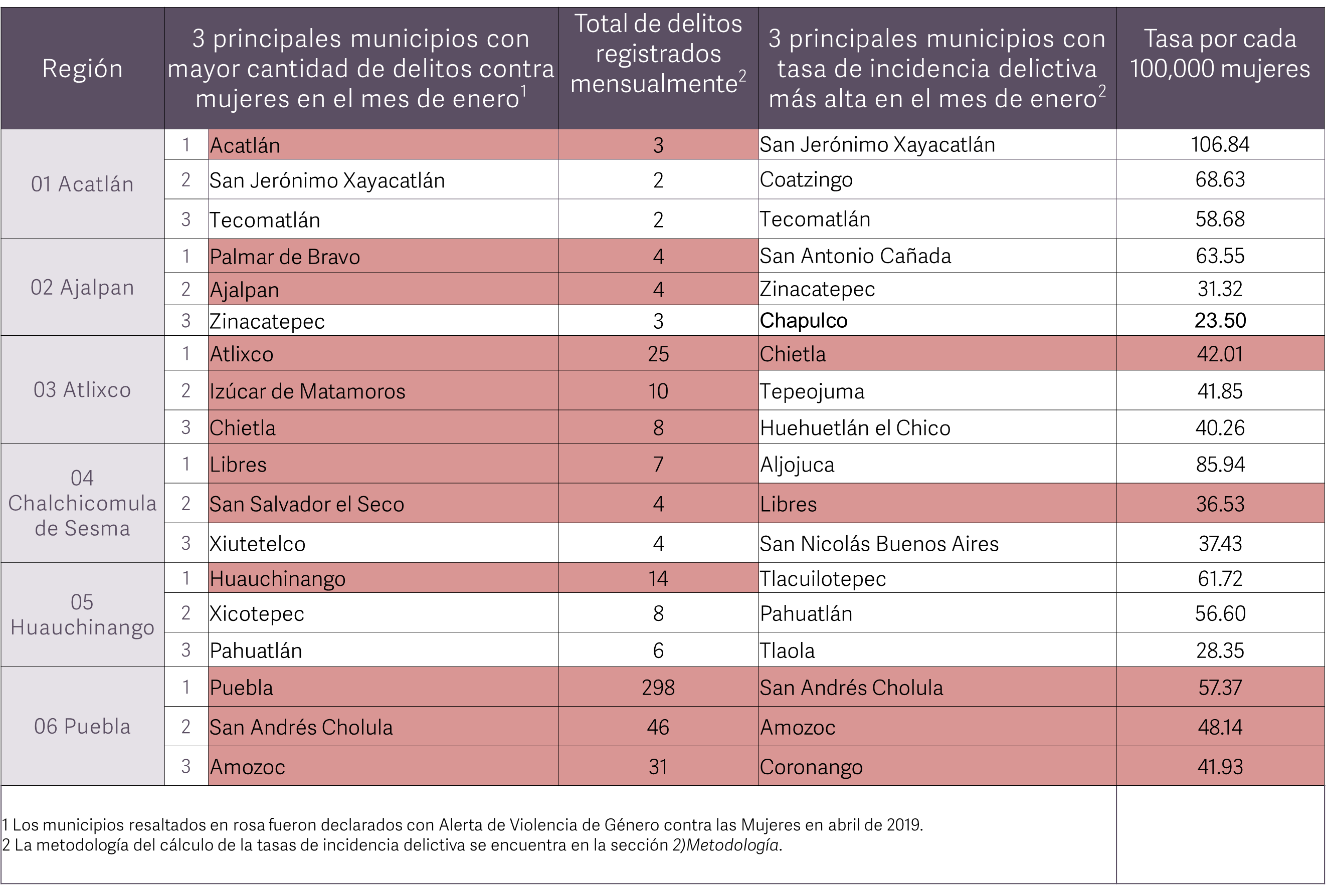 Región
3 principales municipios con
mayor cantidad de delitos contra
mujeres en el mes de enero1
Total de delitos
registrados
mensualmente2
3 principales municipios con
tasa de incidencia delictiva
más alta en el mes de enero2
Tasa por cada
100,000 mujeres
01 Acatlán
1 Acatlán 3 San Jerónimo Xayacatlán 106.84
2 San Jerónimo Xayacatlán 2 Coatzingo 68.63
3 Tecomatlán 2 Tecomatlán 58.68
02 Ajalpan
1 Palmar de Bravo 4 San Antonio Cañada 63.55
2 Ajalpan 4 Zinacatepec 31.32
3 Zinacatepec 3 Chapulco 23.50
03 Atlixco
1 Atlixco 25 Chietla 42.01
2 Izúcar de Matamoros 10 Tepeojuma 41.85
3 Chietla 8 Huehuetlán el Chico 40.26
04
Chalchicomula
de Sesma
1 Libres 7 Aljojuca 85.94
2 San Salvador el Seco 4 Libres 36.53
3 Xiutetelco 4 San Nicolás Buenos Aires 37.43
05
Huauchinango
1 Huauchinango 14 Tlacuilotepec 61.72
2 Xicotepec 8 Pahuatlán 56.60
3 Pahuatlán 6 Tlaola 28.35
06 Puebla
1 Puebla 298 San Andrés Cholula 57.37
2 San Andrés Cholula 46 Amozoc 48.14
3 Amozoc 31 Coronango 41.93
1 Los municipios resaltados en rosa fueron declarados con Alerta de Violencia de Género contra las Mujeres en abril de 2019.
2 La metodología del cálculo de la tasas de incidencia delictiva se encuentra en la sección 2)Metodología.